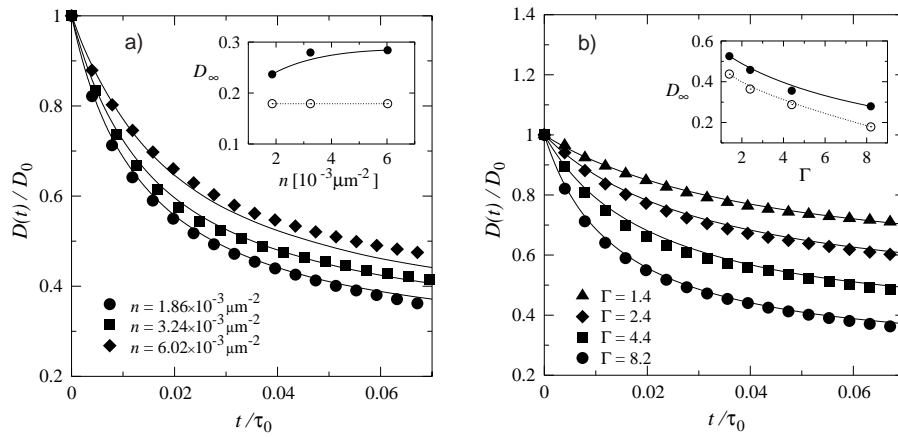 a)
D(t) / D₀
1
0.8
0.6
0.4
0.2
0
0.02
0.04
0.06
t/τ₀
n = 1.86×10⁻³ μm⁻²
n = 3.24×10⁻³ μm⁻²
n = 6.02×10⁻³ μm⁻²
D∞
0.3
0.2
0.1
2
4
6
n [10⁻³μm⁻²]
b)
D(t) / D₀
1.4
1.2
1.0
0.8
0.6
0.4
0.2
0
0.02
0.04
0.06
t/τ₀
Γ = 1.4
Γ = 2.4
Γ = 4.4
Γ = 8.2
D∞
0.6
0.4
0.2
2
4
6
8
Γ